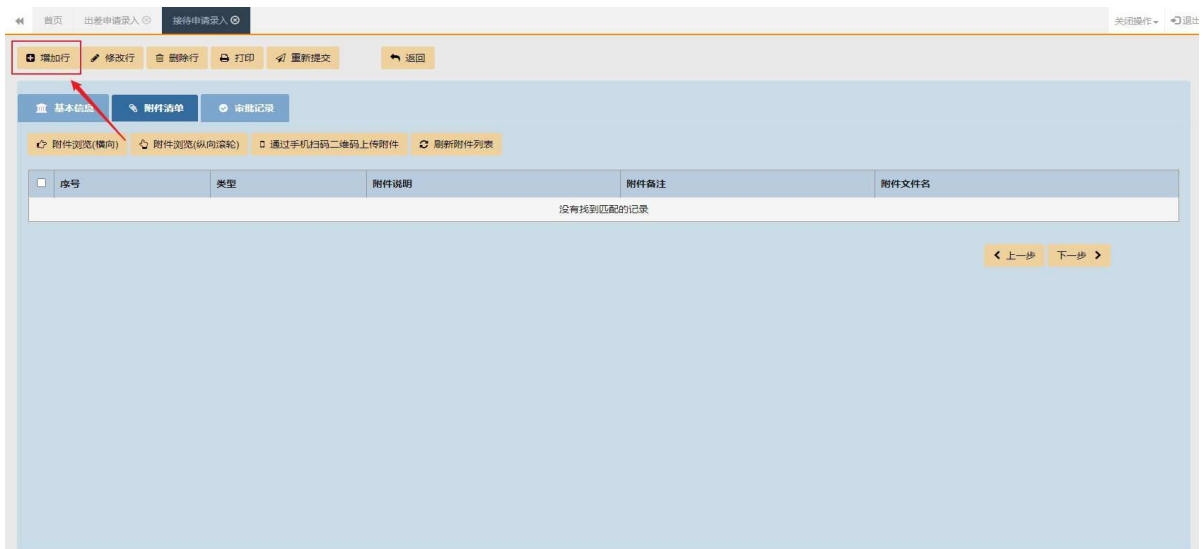 首页 出差申请录入 接待申请录入 关闭操作 退出
增加行 修改行 删除行 打印 重新提交 返回
基本信息 附件清单 审批记录
附件浏览(横向) 附件浏览(纵向滚轮) 通过手机扫码二维码上传附件 刷新附件列表
序号 类型 附件说明 附件备注 附件文件名
没有找到匹配的记录
上一步 下一步